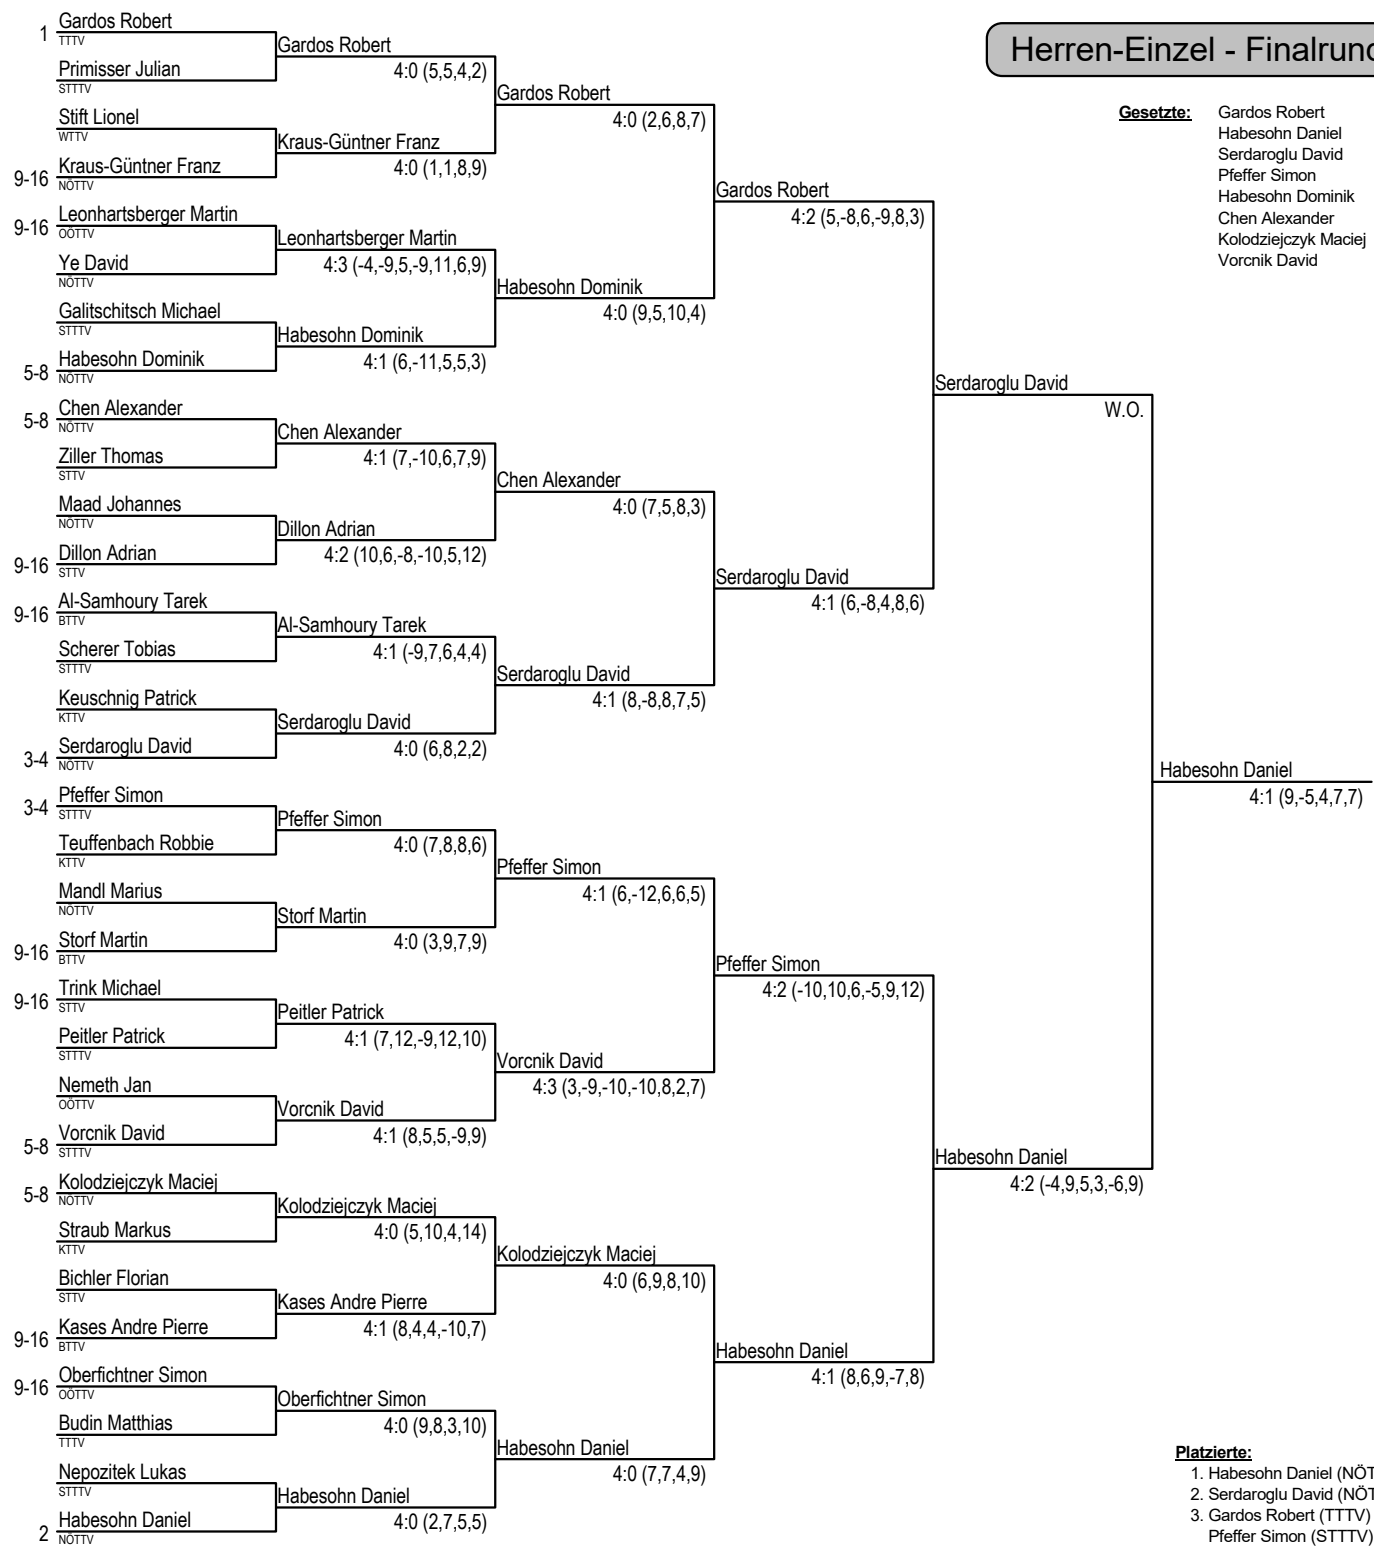 Herren-Einzel - Finalrund
Gesetzte: Gardos Robert
Habesohn Daniel
Serdaroglu David
Pfeffer Simon
Habesohn Dominik
Chen Alexander
Kolodziejczyk Maciej
Vorcnik David
1 Gardos Robert
TTTV
Primisser Julian
STTTV
Stift Lionel
WTTV
9-16 Kraus-Güntner Franz
NÖTTV
9-16 Leonhartsberger Martin
OÖTTV
Ye David
NÖTTV
Galitschitsch Michael
STTTV
5-8 Habesohn Dominik
NÖTTV
5-8 Chen Alexander
NÖTTV
Ziller Thomas
STTV
Maad Johannes
NÖTTV
9-16 Dillon Adrian
STTV
9-16 Al-Samhoury Tarek
BTTV
Scherer Tobias
STTTV
Keuschnig Patrick
KTTV
3-4 Serdaroglu David
NÖTTV
3-4 Pfeffer Simon
STTTV
Teuffenbach Robbie
KTTV
Mandl Marius
NÖTTV
9-16 Storf Martin
BTTV
9-16 Trink Michael
STTV
Peitler Patrick
STTTV
Nemeth Jan
OÖTTV
5-8 Vorcnik David
STTTV
5-8 Kolodziejczyk Maciej
NÖTTV
Straub Markus
KTTV
Bichler Florian
STTV
9-16 Kases Andre Pierre
BTTV
9-16 Oberfichtner Simon
OÖTTV
Budin Matthias
TTTV
Nepozitek Lukas
STTTV
2 Habesohn Daniel
NÖTTV
Gardos Robert
4:0 (5,5,4,2)
Kraus-Güntner Franz
4:0 (1,1,8,9)
Leonhartsberger Martin
4:3 (-4,-9,5,-9,11,6,9)
Habesohn Dominik
4:1 (6,-11,5,5,3)
Chen Alexander
4:1 (7,-10,6,7,9)
Dillon Adrian
4:2 (10,6,-8,-10,5,12)
Al-Samhoury Tarek
4:1 (-9,7,6,4,4)
Serdaroglu David
4:0 (6,8,2,2)
Pfeffer Simon
4:0 (7,8,8,6)
Storf Martin
4:0 (3,9,7,9)
Peitler Patrick
4:1 (7,12,-9,12,10)
Vorcnik David
4:1 (8,5,5,-9,9)
Kolodziejczyk Maciej
4:0 (5,10,4,14)
Kases Andre Pierre
4:1 (8,4,4,-10,7)
Oberfichtner Simon
4:0 (9,8,3,10)
Habesohn Daniel
4:0 (2,7,5,5)
Gardos Robert
4:0 (2,6,8,7)
Habesohn Dominik
4:0 (9,5,10,4)
Chen Alexander
4:0 (7,5,8,3)
Serdaroglu David
4:1 (8,-8,8,7,5)
Pfeffer Simon
4:1 (6,-12,6,6,5)
Vorcnik David
4:3 (3,-9,-10,-10,8,2,7)
Kolodziejczyk Maciej
4:0 (6,9,8,10)
Habesohn Daniel
4:0 (7,7,4,9)
Gardos Robert
4:2 (5,-8,6,-9,8,3)
Serdaroglu David
4:1 (6,-8,4,8,6)
Pfeffer Simon
4:2 (-10,10,6,-5,9,12)
Habesohn Daniel
4:1 (8,6,9,-7,8)
Serdaroglu David
W.O.
Habesohn Daniel
4:2 (-4,9,5,3,-6,9)
Habesohn Daniel
4:1 (9,-5,4,7,7)
Platzierte:
1. Habesohn Daniel (NÖT
2. Serdaroglu David (NÖT
3. Gardos Robert (TTTV)
Pfeffer Simon (STTTV)